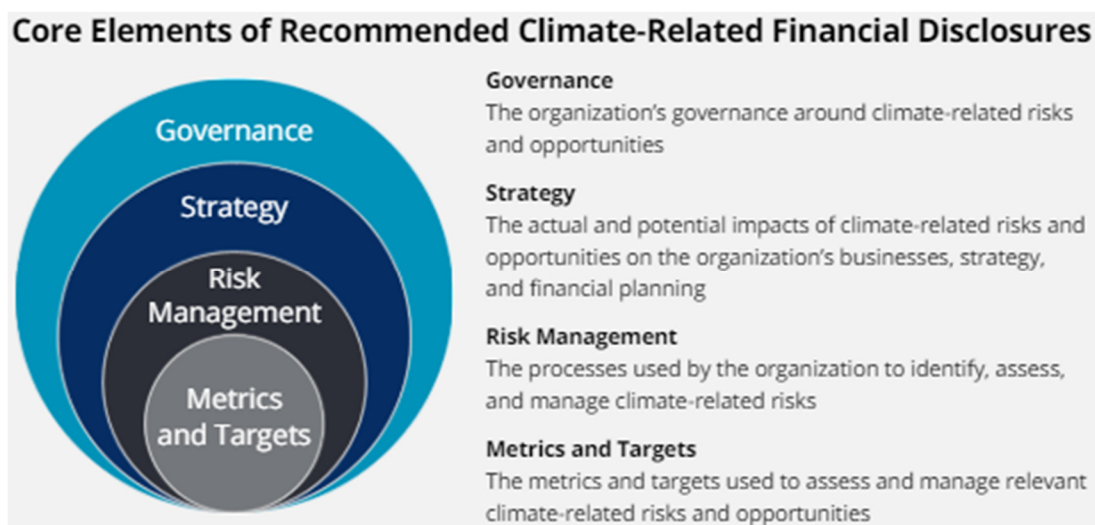 Core Elements of Recommended Climate-Related Financial Disclosures
Governance
Strategy
Risk
Management
Metrics
and Targets
Governance
The organization’s governance around climate-related risks
and opportunities
Strategy
The actual and potential impacts of climate-related risks and
opportunities on the organization’s businesses, strategy,
and financial planning
Risk Management
The processes used by the organization to identify, assess,
and manage climate-related risks
Metrics and Targets
The metrics and targets used to assess and manage relevant
climate-related risks and opportunities